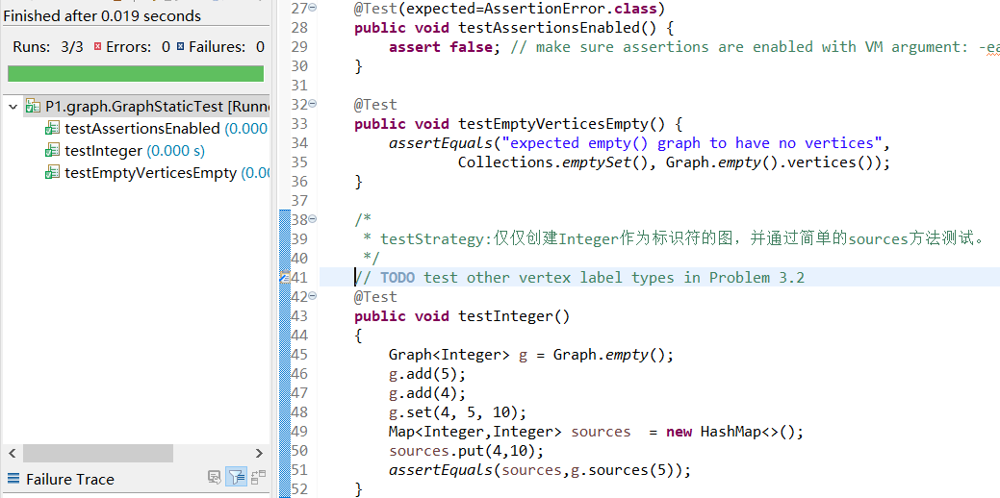 Finished after 0.019 seconds
Runs: 3/3 Errors: 0 Failures: 0
P1.graph.GraphStaticTest [Runne
testAssertionsEnabled (0.000
testInteger (0.000 s)
testEmptyVerticesEmpty (0.00
Failure Trace
27 @Test(expected=AssertionError.class)
28 public void testAssertionsEnabled() {
29 assert false; // make sure assertions are enabled with VM argument: -ea
30 }
31
32 @Test
33 public void testEmptyVerticesEmpty() {
34 assertEquals("expected empty() graph to have no vertices",
35 Collections.emptySet(), Graph.empty().vertices());
36 }
37
38 /*
39 * testStrategy:仅仅创建Integer作为标识符的图，并通过简单的sources方法测试。
40 */
41 // TODO test other vertex label types in Problem 3.2
42 @Test
43 public void testInteger()
44 {
45 Graph<Integer> g = Graph.empty();
46 g.add(5);
47 g.add(4);
48 g.set(4, 5, 10);
49 Map<Integer,Integer> sources = new HashMap<>();
50 sources.put(4,10);
51 assertEquals(sources,g.sources(5));
52 }